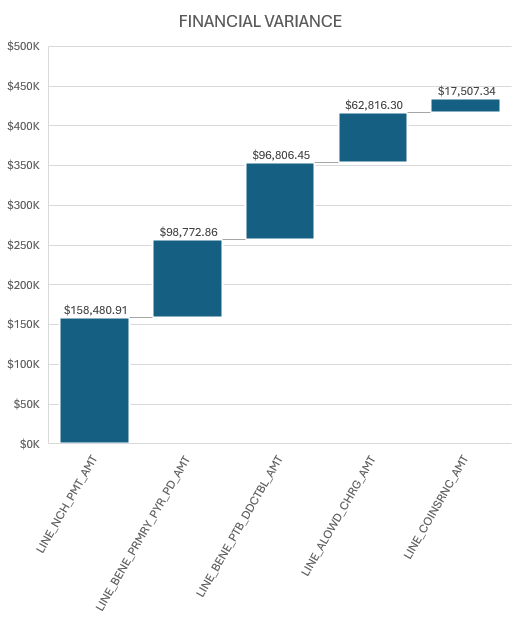 FINANCIAL VARIANCE
$500K
$450K
$400K
$350K
$300K
$250K
$200K
$150K
$100K
$50K
$0K
$158,480.91
$98,772.86
$96,806.45
$62,816.30
$17,507.34
LINE_NCH_PMT_AMT
LINE_BENE_PRMRY_PYR_PD_AMT
LINE_BENE_PTB_DDCTBL_AMT
LINE_ALOWD_CHRG_AMT
LINE_COINSRNC_AMT